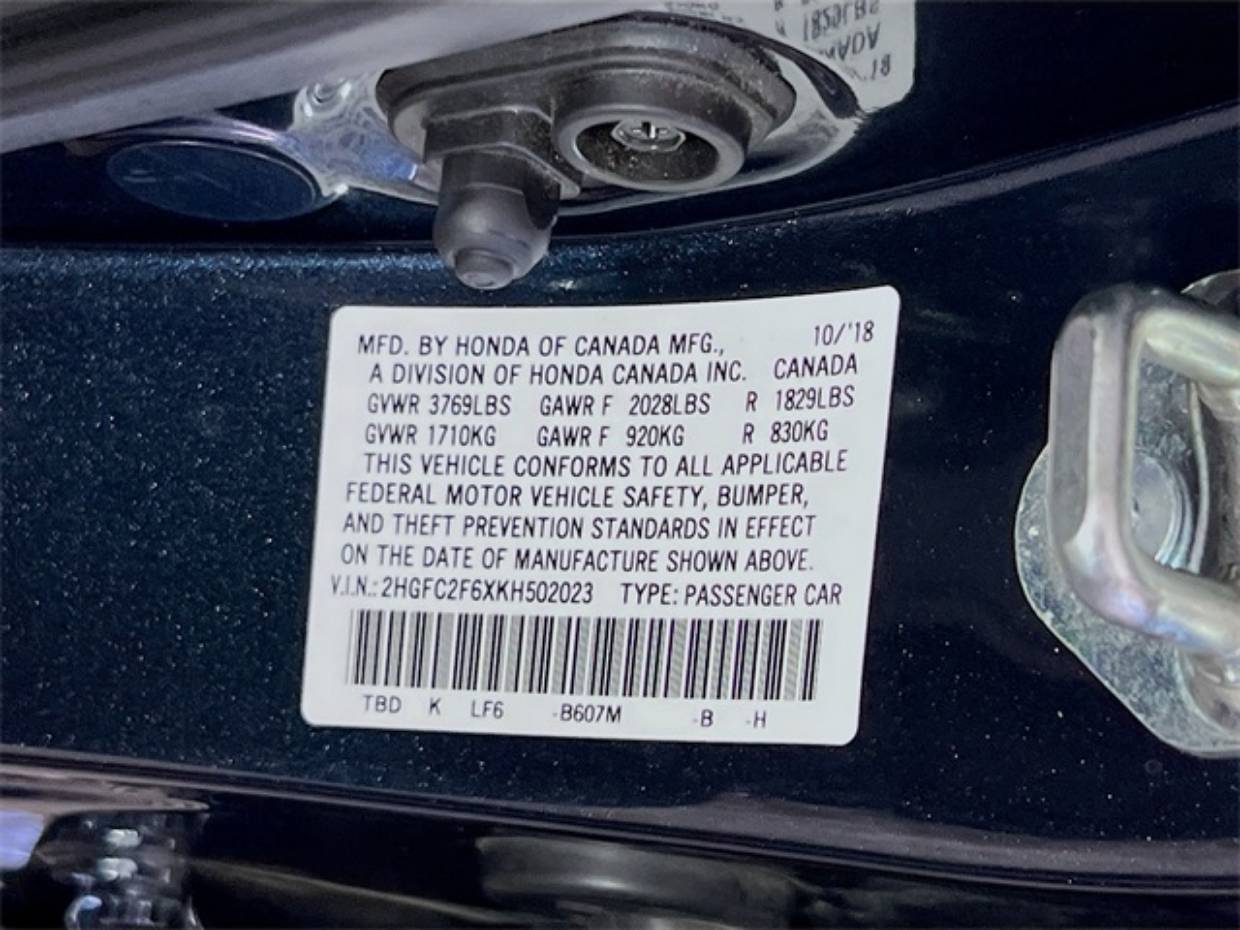 MFD. BY HONDA OF CANADA MFG., 10/'18
A DIVISION OF HONDA CANADA INC. CANADA
GVWR 3769LBS GAWR F 2028LBS R 1829LBS
GVWR 1710KG GAWR F 920KG R 830KG
THIS VEHICLE CONFORMS TO ALL APPLICABLE
FEDERAL MOTOR VEHICLE SAFETY, BUMPER,
AND THEFT PREVENTION STANDARDS IN EFFECT
ON THE DATE OF MANUFACTURE SHOWN ABOVE.
V.I.N.: 2HGFC2F6XKH502023 TYPE: PASSENGER CAR
TBD K LF6 -B607M -B -H